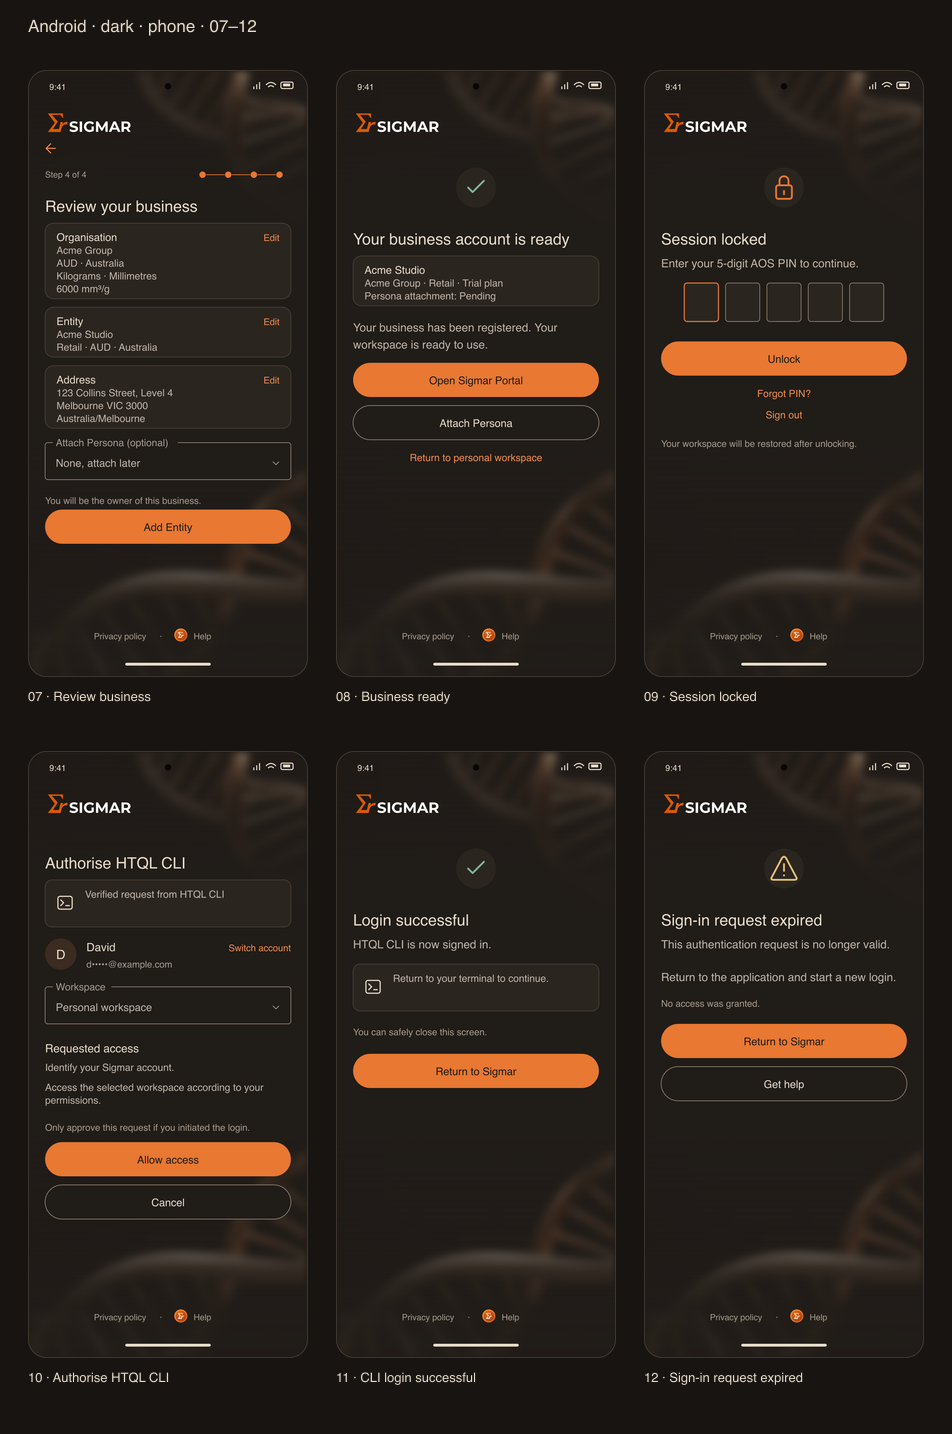 Android · dark · phone · 07–12
9:41
SIGMAR
Step 4 of 4
Review your business
Organisation
Edit
Acme Group
AUD · Australia
Kilograms · Millimetres
6000 mm³/g
Entity
Edit
Acme Studio
Retail · AUD · Australia
Address
Edit
123 Collins Street, Level 4
Melbourne VIC 3000
Australia/Melbourne
Attach Persona (optional)
None, attach later
You will be the owner of this business.
Add Entity
Privacy policy · Help
07 · Review business
9:41
SIGMAR
Your business account is ready
Acme Studio
Acme Group · Retail · Trial plan
Persona attachment: Pending
Your business has been registered. Your
workspace is ready to use.
Open Sigmar Portal
Attach Persona
Return to personal workspace
Privacy policy · Help
08 · Business ready
9:41
SIGMAR
Session locked
Enter your 5-digit AOS PIN to continue.
Unlock
Forgot PIN?
Sign out
Your workspace will be restored after unlocking.
Privacy policy · Help
09 · Session locked
9:41
SIGMAR
Authorise HTQL CLI
Verified request from HTQL CLI
D
David
Switch account
d•••••@example.com
Workspace
Personal workspace
Requested access
Identify your Sigmar account.
Access the selected workspace according to your
permissions.
Only approve this request if you initiated the login.
Allow access
Cancel
Privacy policy · Help
10 · Authorise HTQL CLI
9:41
SIGMAR
Login successful
HTQL CLI is now signed in.
Return to your terminal to continue.
You can safely close this screen.
Return to Sigmar
Privacy policy · Help
11 · CLI login successful
9:41
SIGMAR
Sign-in request expired
This authentication request is no longer valid.
Return to the application and start a new login.
No access was granted.
Return to Sigmar
Get help
Privacy policy · Help
12 · Sign-in request expired